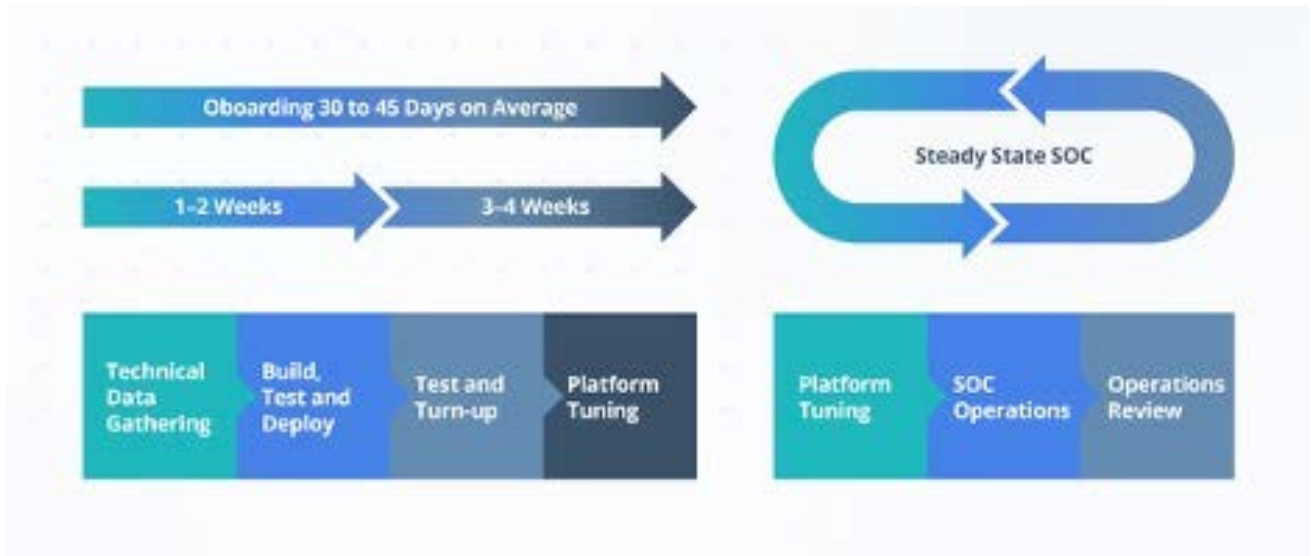 Oboarding 30 to 45 Days on Average
1–2 Weeks
3–4 Weeks
Steady State SOC
Technical
Data
Gathering
Build,
Test and
Deploy
Test and
Turn-up
Platform
Tuning
Platform
Tuning
SOC
Operations
Operations
Review